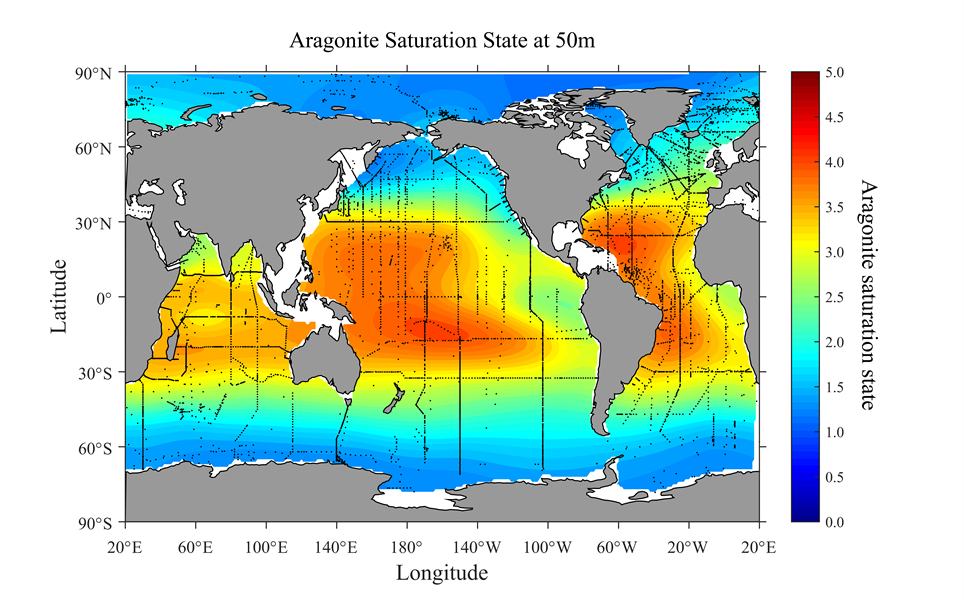 Aragonite Saturation State at 50m
90°N
60°N
30°N
0°
30°S
60°S
90°S
Latitude
20°E
60°E
100°E
140°E
180°
140°W
100°W
60°W
20°W
20°E
Longitude
5.0
4.5
4.0
3.5
3.0
2.5
2.0
1.5
1.0
0.5
0.0
Aragonite saturation state